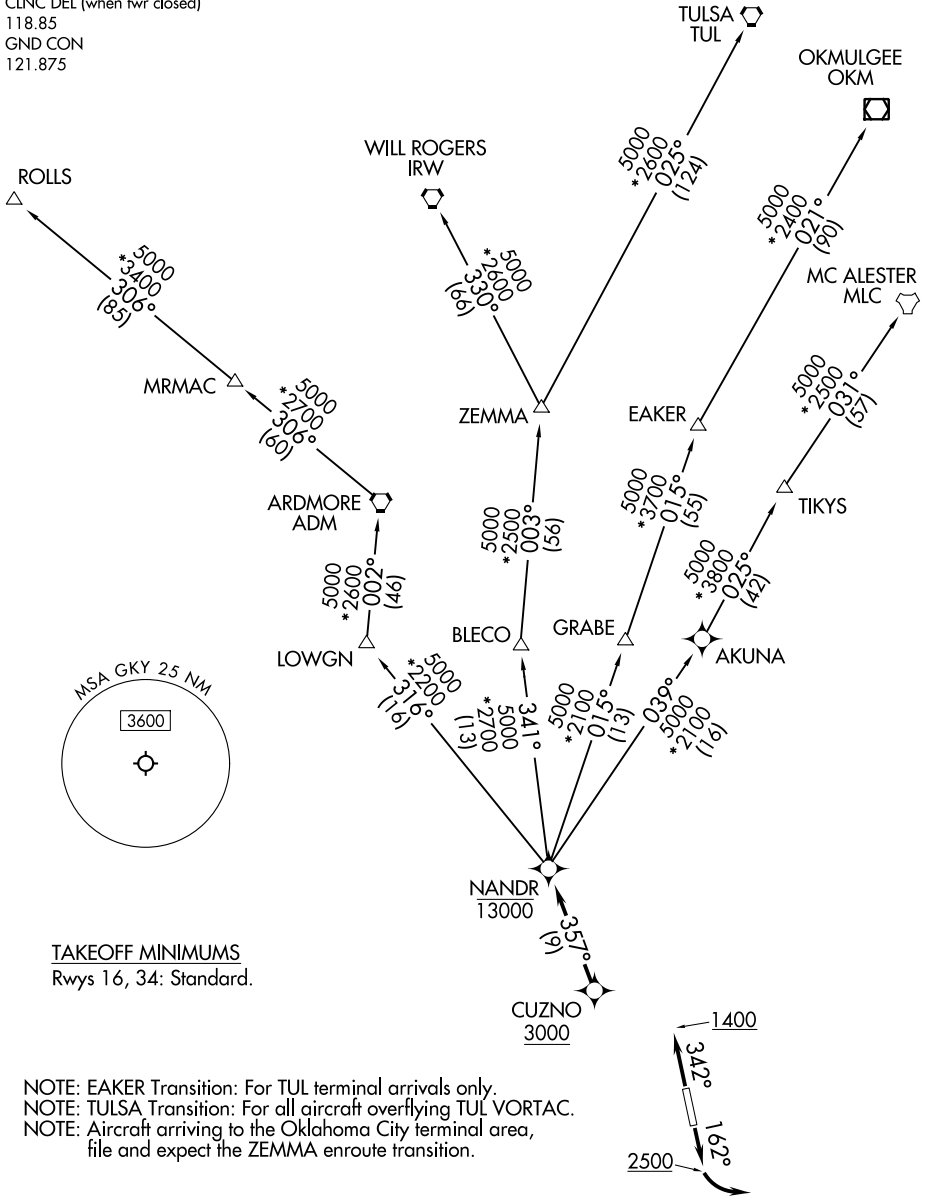 CLNC DEL (when twr closed)
118.85
GND CON
121.875
TULSA
TUL
OKMULGEE
OKM
WILL ROGERS
IRW
ROLLS
5000
*2600
025°
(124)
5000
*2400
021°
(90)
MC ALESTER
MLC
5000
*3400
306°
(85)
5000
*2600
330°
(66)
MRMAC
5000
*2700
306°
(60)
ZEMMA
EAKER
5000
*2500
031°
(57)
ARDMORE
ADM
5000
*2500
003°
(56)
5000
*3700
015°
(55)
TIKYS
5000
*2600
002°
(46)
5000
*3800
025°
(42)
LOWGN
BLECO
GRABE
AKUNA
MSA GKY 25 NM
3600
5000
*2200
316°
(16)
341°
5000
*2700
(13)
5000
*2100
015°
(13)
039°
5000
*2100
(16)
NANDR
13000
357°
(9)
TAKEOFF MINIMUMS
Rwys 16, 34: Standard.
CUZNO
3000
1400
342°
162°
2500
NOTE: EAKER Transition: For TUL terminal arrivals only.
NOTE: TULSA Transition: For all aircraft overflying TUL VORTAC.
NOTE: Aircraft arriving to the Oklahoma City terminal area,
file and expect the ZEMMA enroute transition.